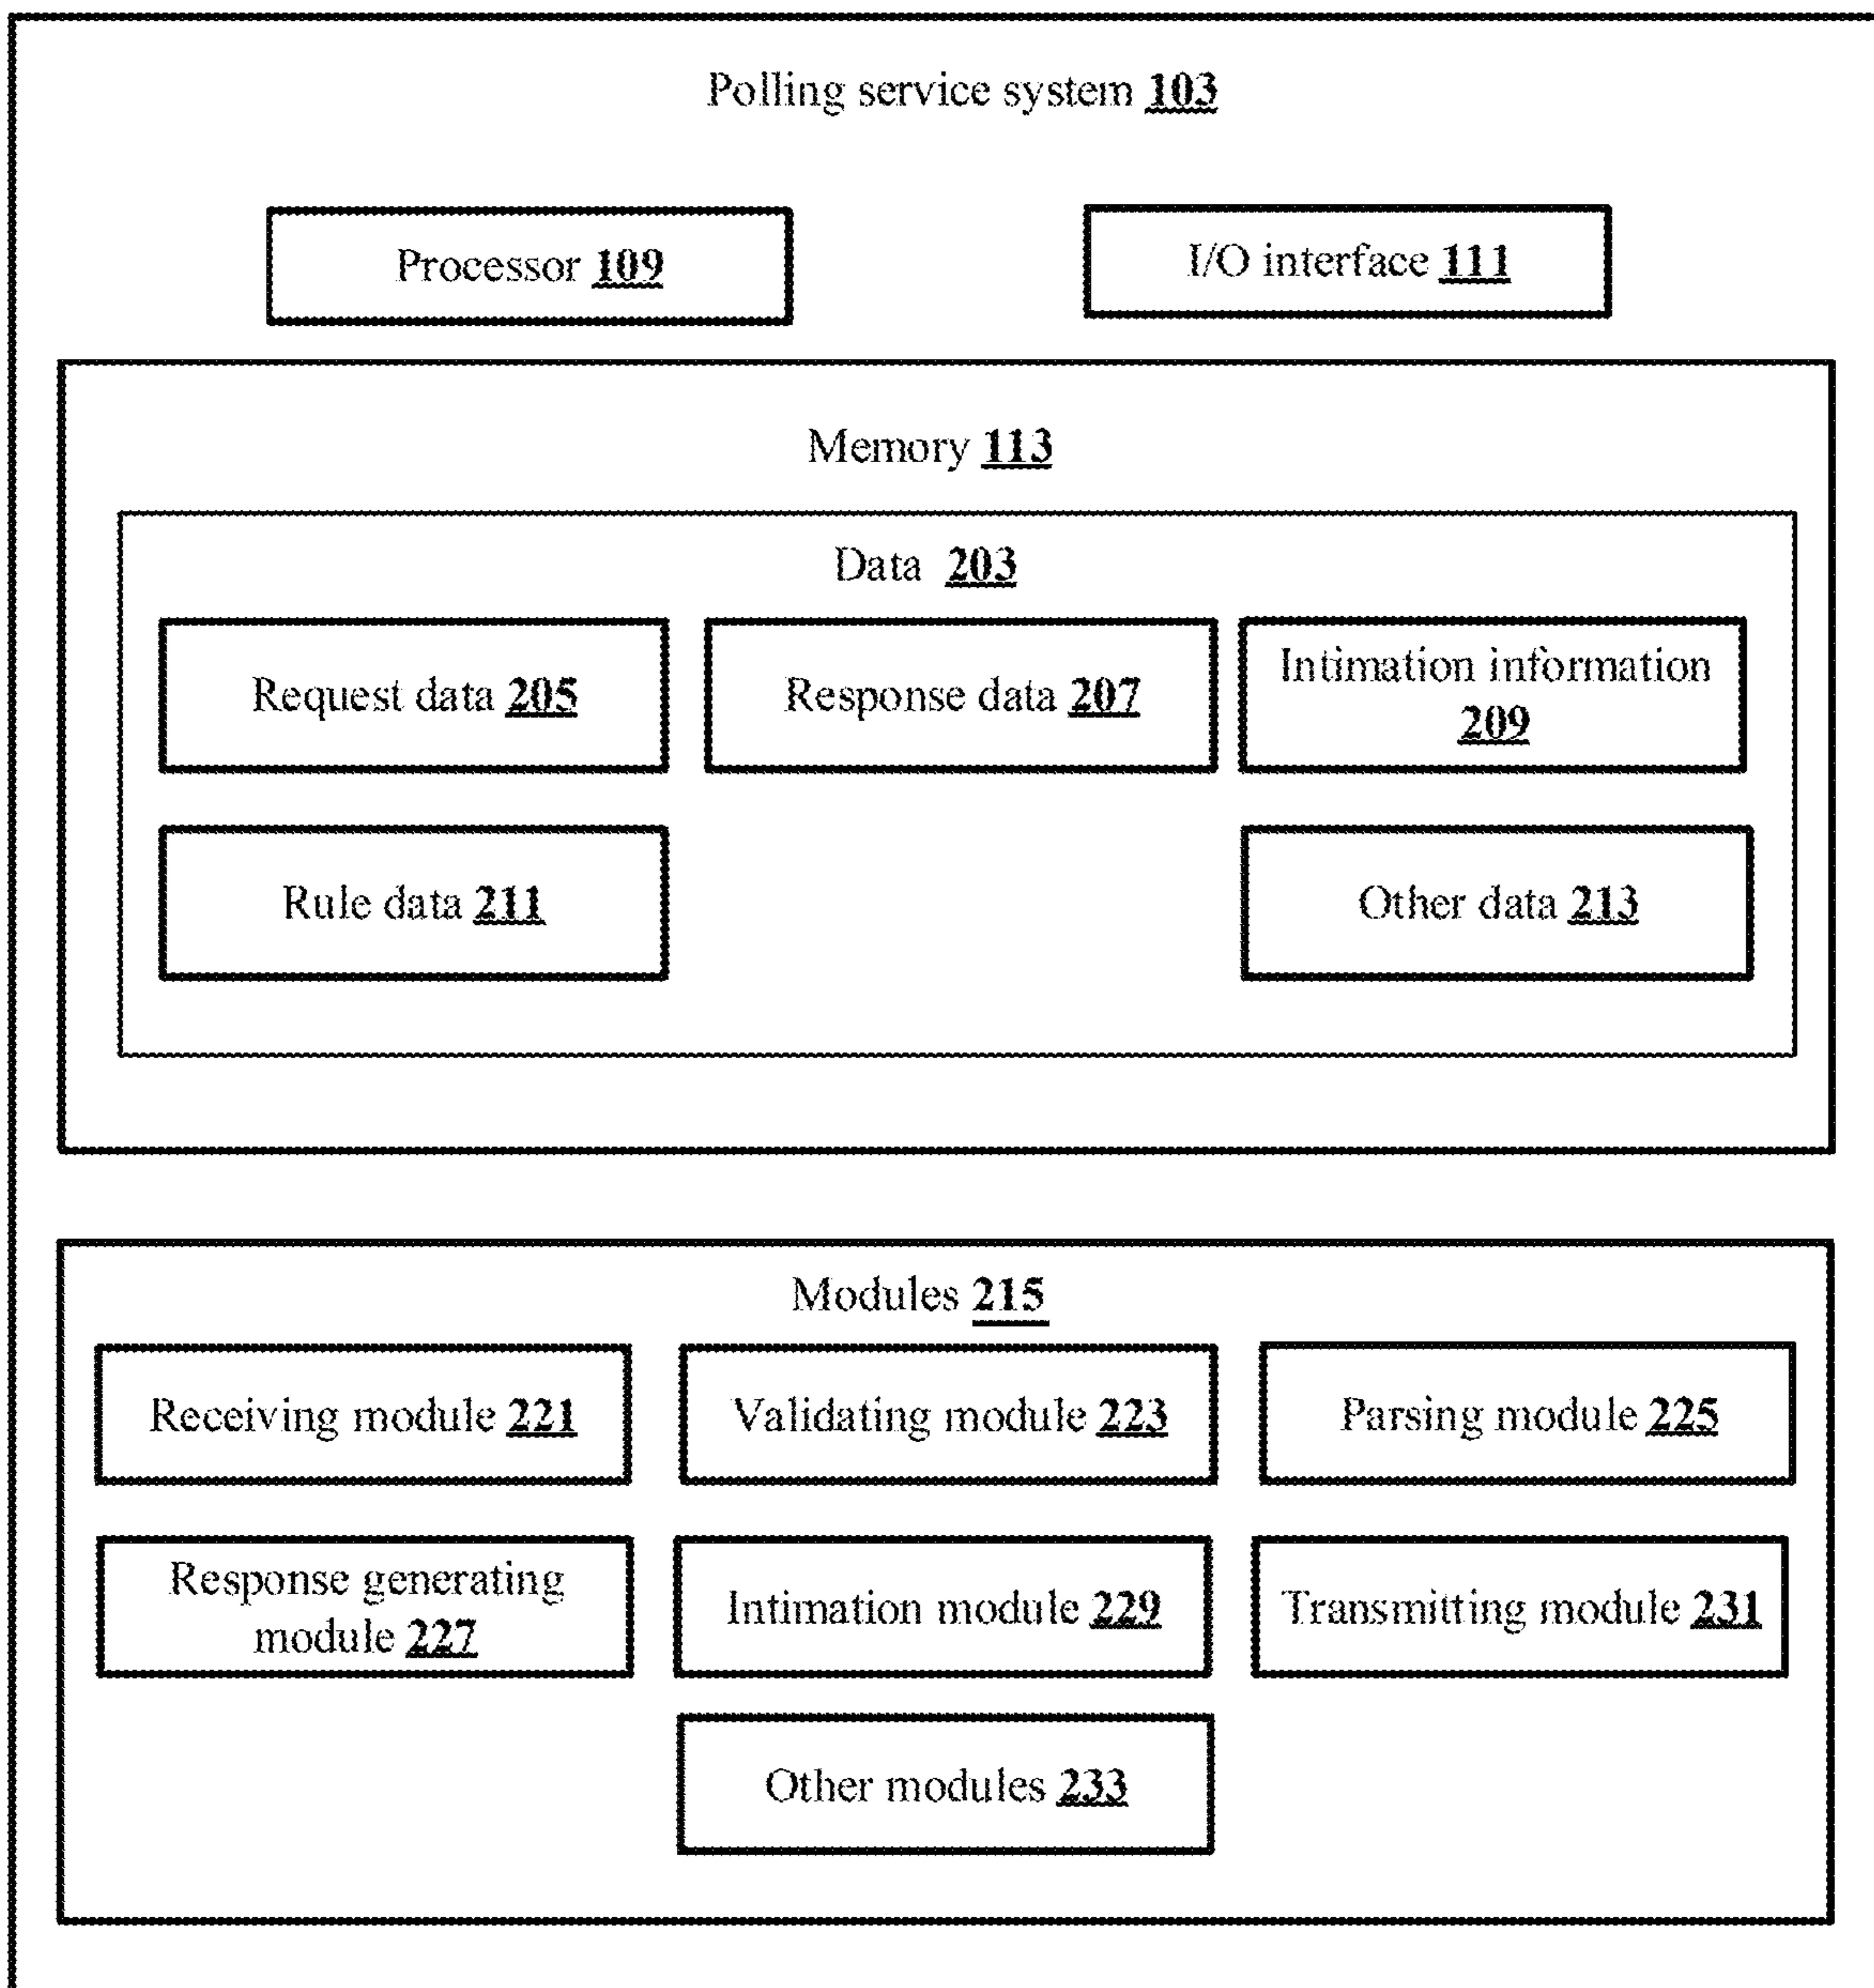 Polling service system 103
Processor 109
I/O interface 111
Memory 113
Data 203
Request data 205
Response data 207
Intimation information
209
Rule data 211
Other data 213
Modules 215
Receiving module 221
Validating module 223
Parsing module 225
Response generating
module 227
Intimation module 229
Transmitting module 231
Other modules 233